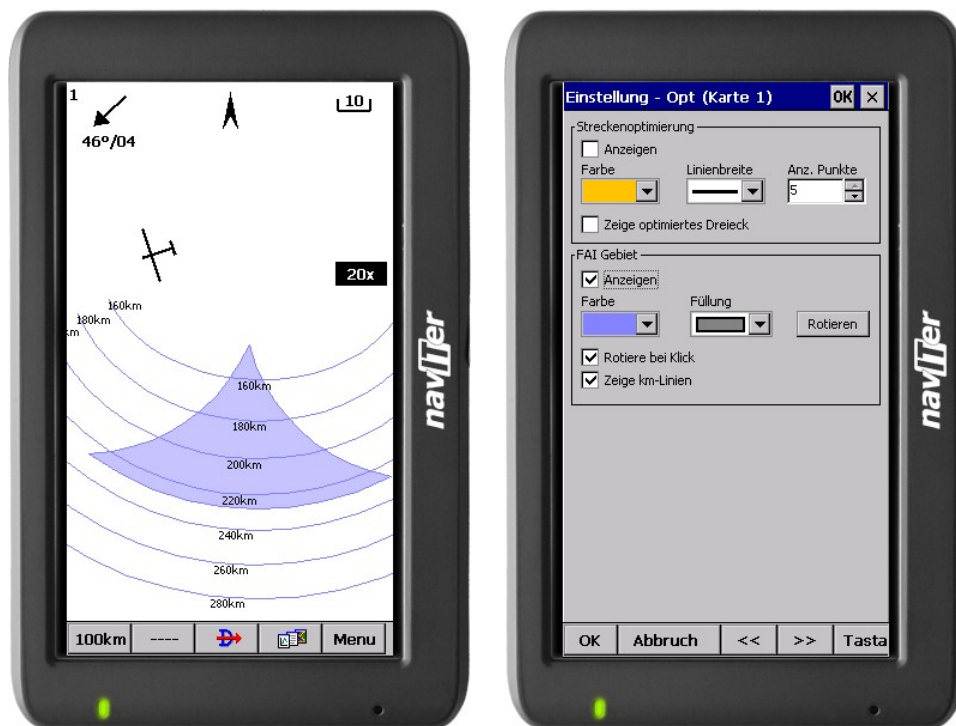 1
10
46º/04
20x
160km
180km
km
160km
180km
200km
220km
240km
260km
280km
100km ---- D Menu
naviter
Einstellung - Opt (Karte 1) OK ×
Streckenoptimierung
Anzeigen
Farbe Linienbreite Anz. Punkte
5
Zeige optimiertes Dreieck
FAI Gebiet
Anzeigen
Farbe Füllung
Rotieren
Rotiere bei Klick
Zeige km-Linien
OK Abbruch << >> Tasta
naviter